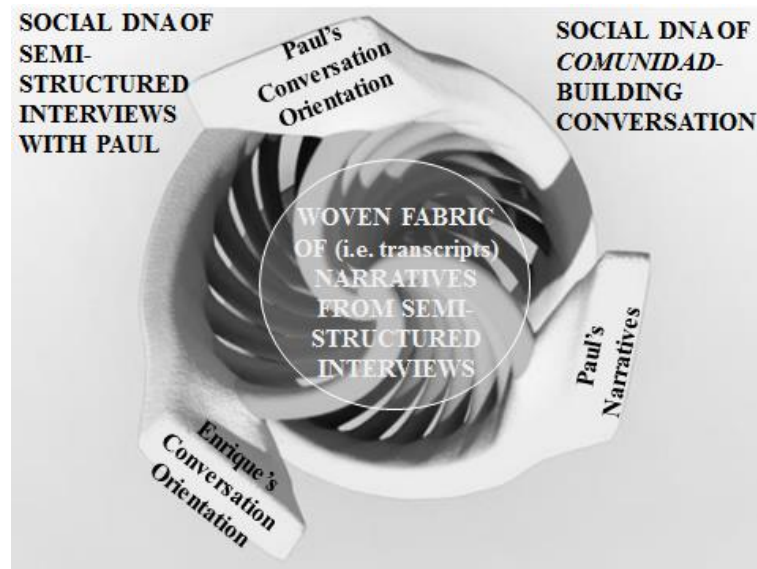 SOCIAL DNA OF
SEMI-
STRUCTURED
INTERVIEWS
WITH PAUL
Paul's
Conversation
Orientation
SOCIAL DNA OF
COMUNIDAD-
BUILDING
CONVERSATION
WOVEN FABRIC
OF (i.e. transcripts)
NARRATIVES
FROM SEMI-
STRUCTURED
INTERVIEWS
Paul's
Narratives
Enrique's
Conversation
Orientation